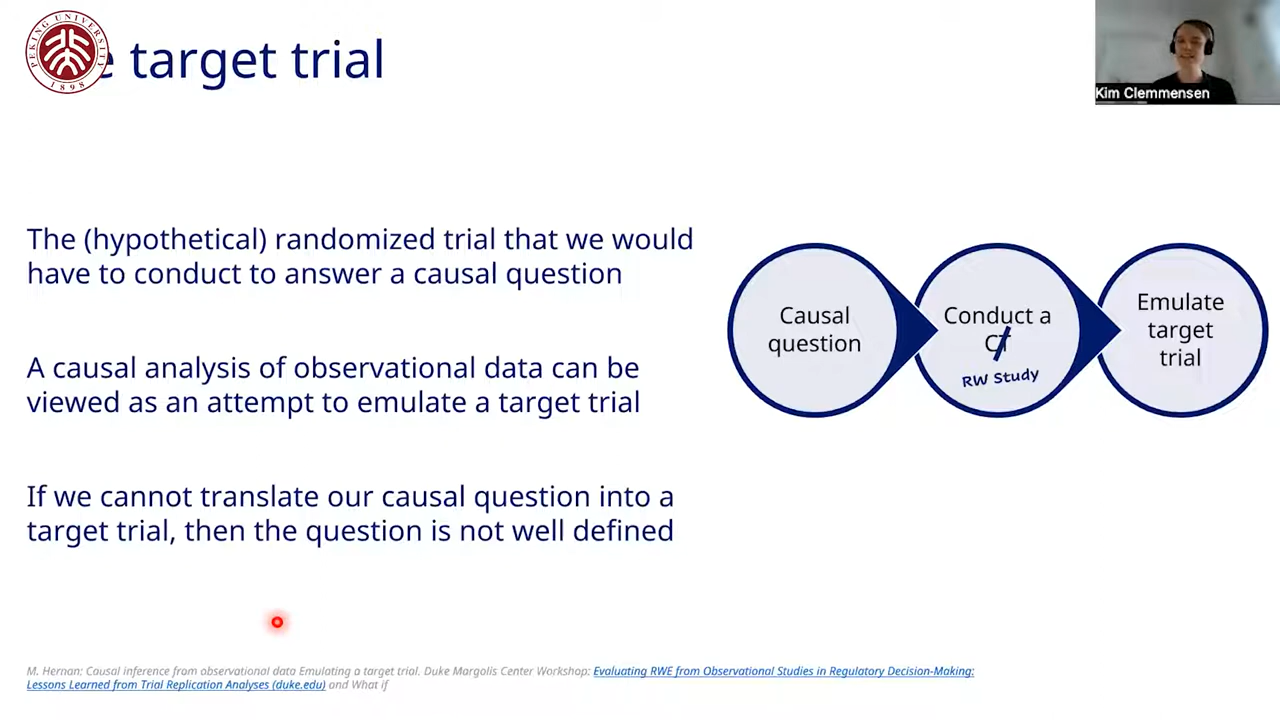 PEKING UNIVERSITY
1898
e target trial
Kim Clemmensen
The (hypothetical) randomized trial that we would
have to conduct to answer a causal question
A causal analysis of observational data can be
viewed as an attempt to emulate a target trial
If we cannot translate our causal question into a
target trial, then the question is not well defined
Causal
question
Conduct a
CT
RW Study
Emulate
target
trial
M. Hernan: Causal inference from observational data Emulating a target trial. Duke Margolis Center Workshop: Evaluating RWE from Observational Studies in Regulatory Decision-Making:
Lessons Learned from Trial Replication Analyses (duke.edu) and What if